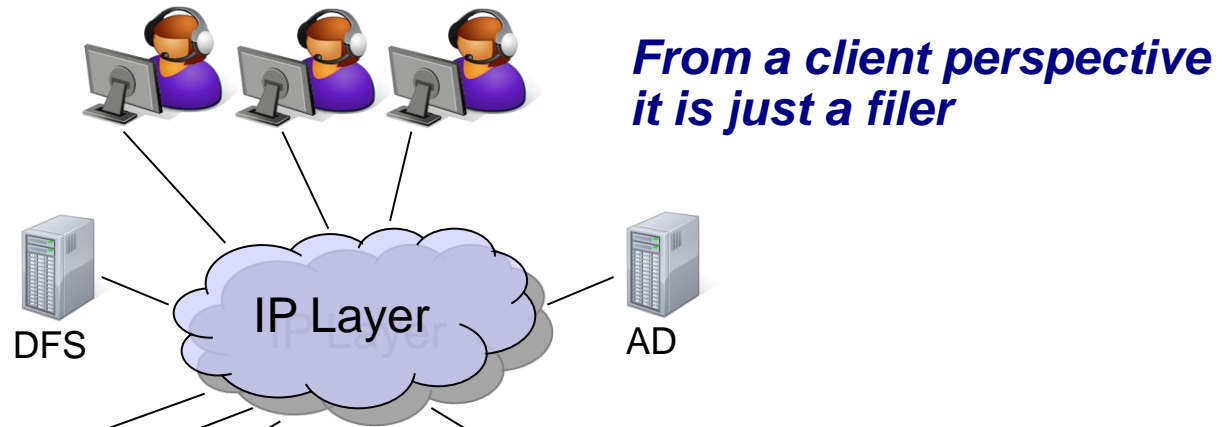 From a client perspective
it is just a filer
IP Layer
DFS
AD